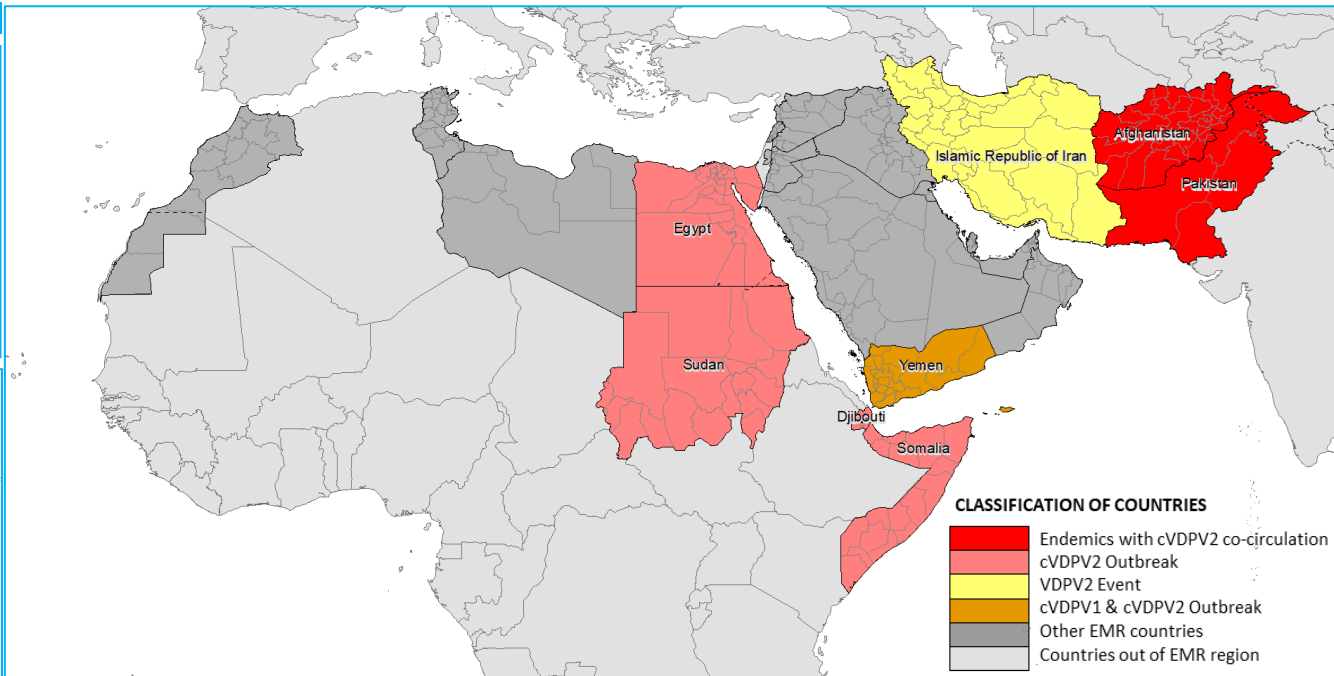 Afghanistan
Islamic Republic of Iran
Pakistan
Egypt
Sudan
Yemen
Djibouti
Somalia
CLASSIFICATION OF COUNTRIES
Endemics with cVDPV2 co-circulation
cVDPV2 Outbreak
VDPV2 Event
cVDPV1 & cVDPV2 Outbreak
Other EMR countries
Countries out of EMR region